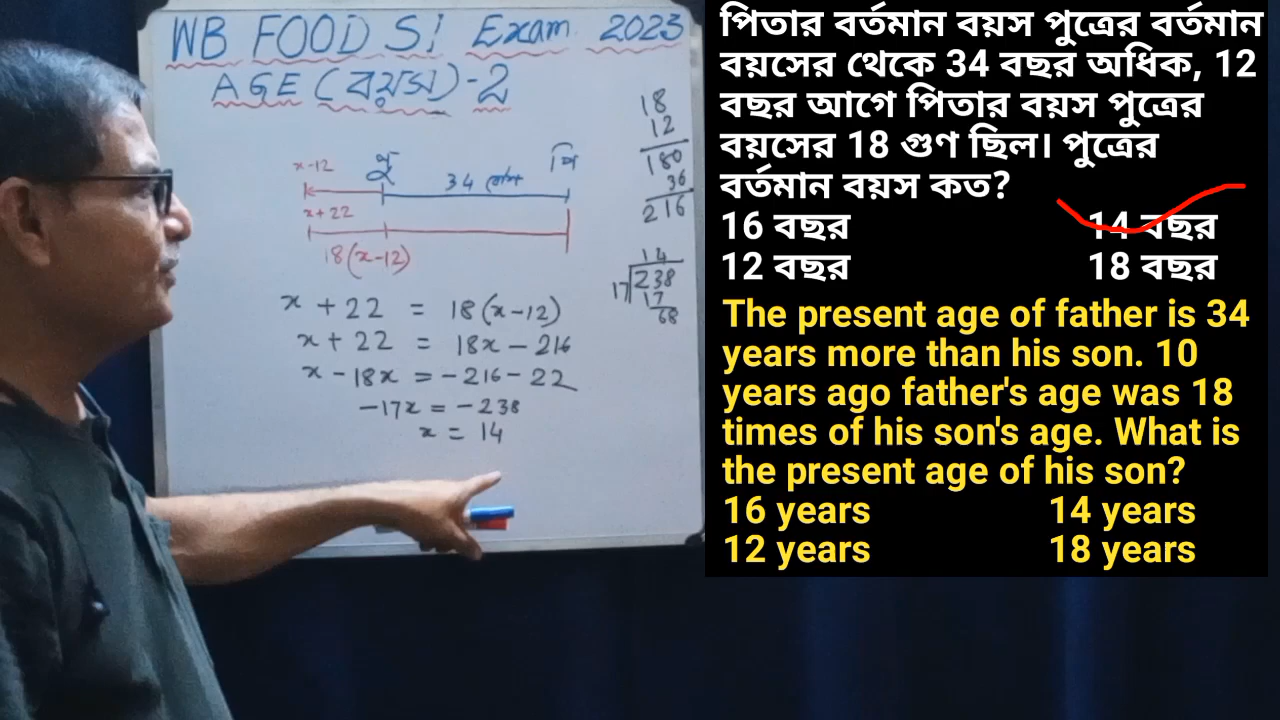 WB FOOD SI Exam 2023
AGE (বয়স)-2
x-12
পু
34 বেশি
পি
x+22
18(x-12)
x + 22 = 18(x-12)
x + 22 = 18x - 216
x - 18x = -216 - 22
-17x = -238
x = 14
18
12
180
36
216
14
17)238
17
68
পিতার বর্তমান বয়স পুত্রের বর্তমান
বয়সের থেকে 34 বছর অধিক, 12
বছর আগে পিতার বয়স পুত্রের
বয়সের 18 গুণ ছিল। পুত্রের
বর্তমান বয়স কত?
16 বছর 14 বছর
12 বছর 18 বছর
The present age of father is 34
years more than his son. 10
years ago father's age was 18
times of his son's age. What is
the present age of his son?
16 years 14 years
12 years 18 years